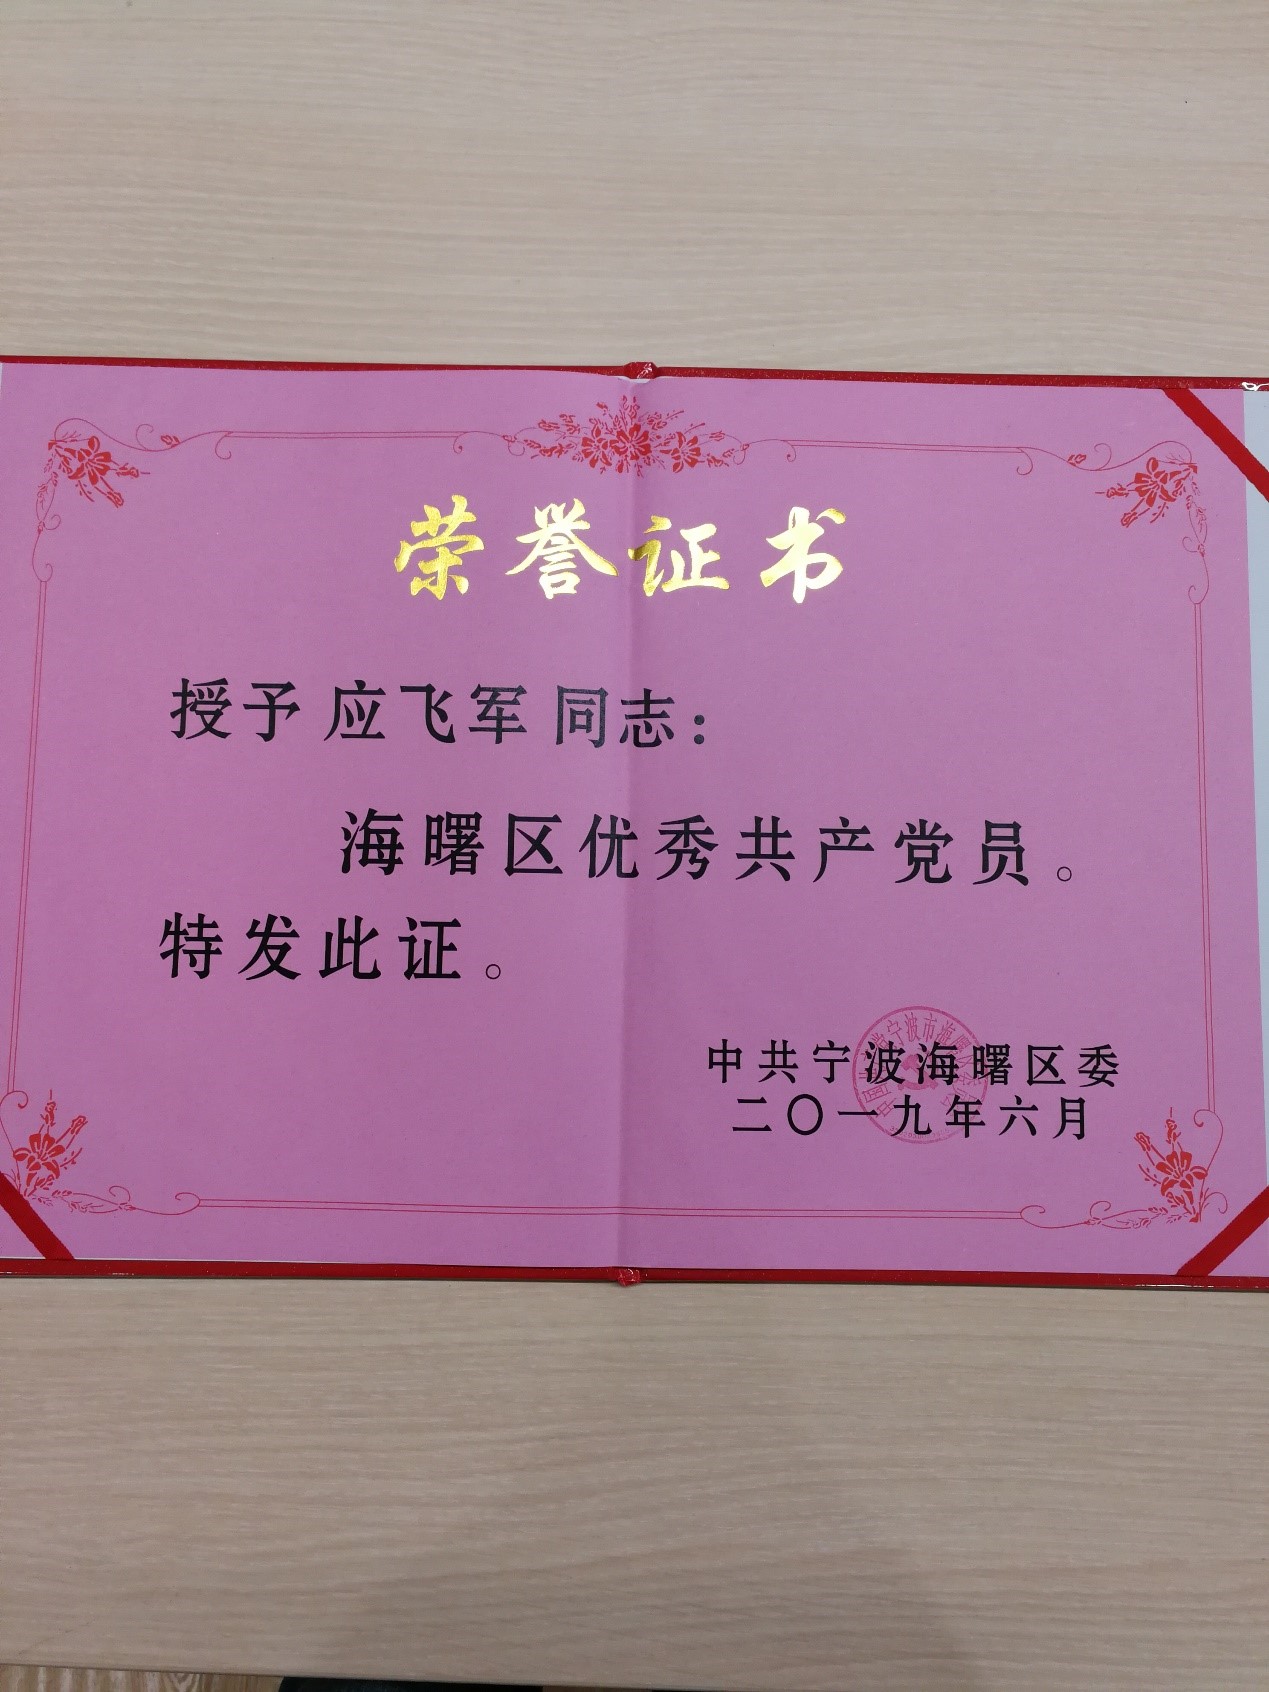 荣誉证书
授予 应飞军 同志：
海曙区优秀共产党员。
特发此证。
中共宁波海曙区委
二〇一九年六月